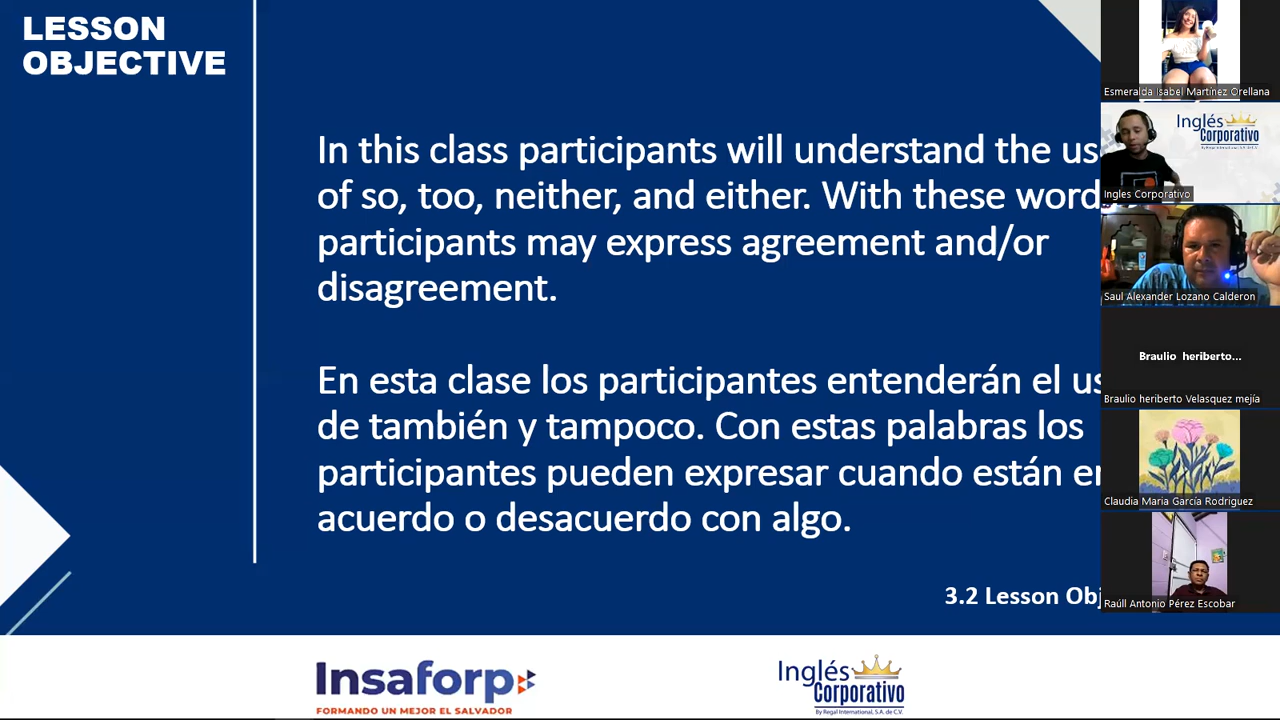 LESSON
OBJECTIVE
In this class participants will understand the us
of so, too, neither, and either. With these word
participants may express agreement and/or
disagreement.
En esta clase los participantes entenderán el us
de también y tampoco. Con estas palabras los
participantes pueden expresar cuando están en
acuerdo o desacuerdo con algo.
3.2 Lesson Obj
Insaforp
FORMANDO UN MEJOR EL SALVADOR
Inglés
Corporativo
By Regal International, S.A. de C.V.
Esmeralda Isabel Martínez Orellana
Inglés
Corporativo
Ingles Corporativo
Saul Alexander Lozano Calderon
Braulio heriberto...
Braulio heriberto Velasquez mejía
Claudia Maria García Rodriguez
Raúll Antonio Pérez Escobar